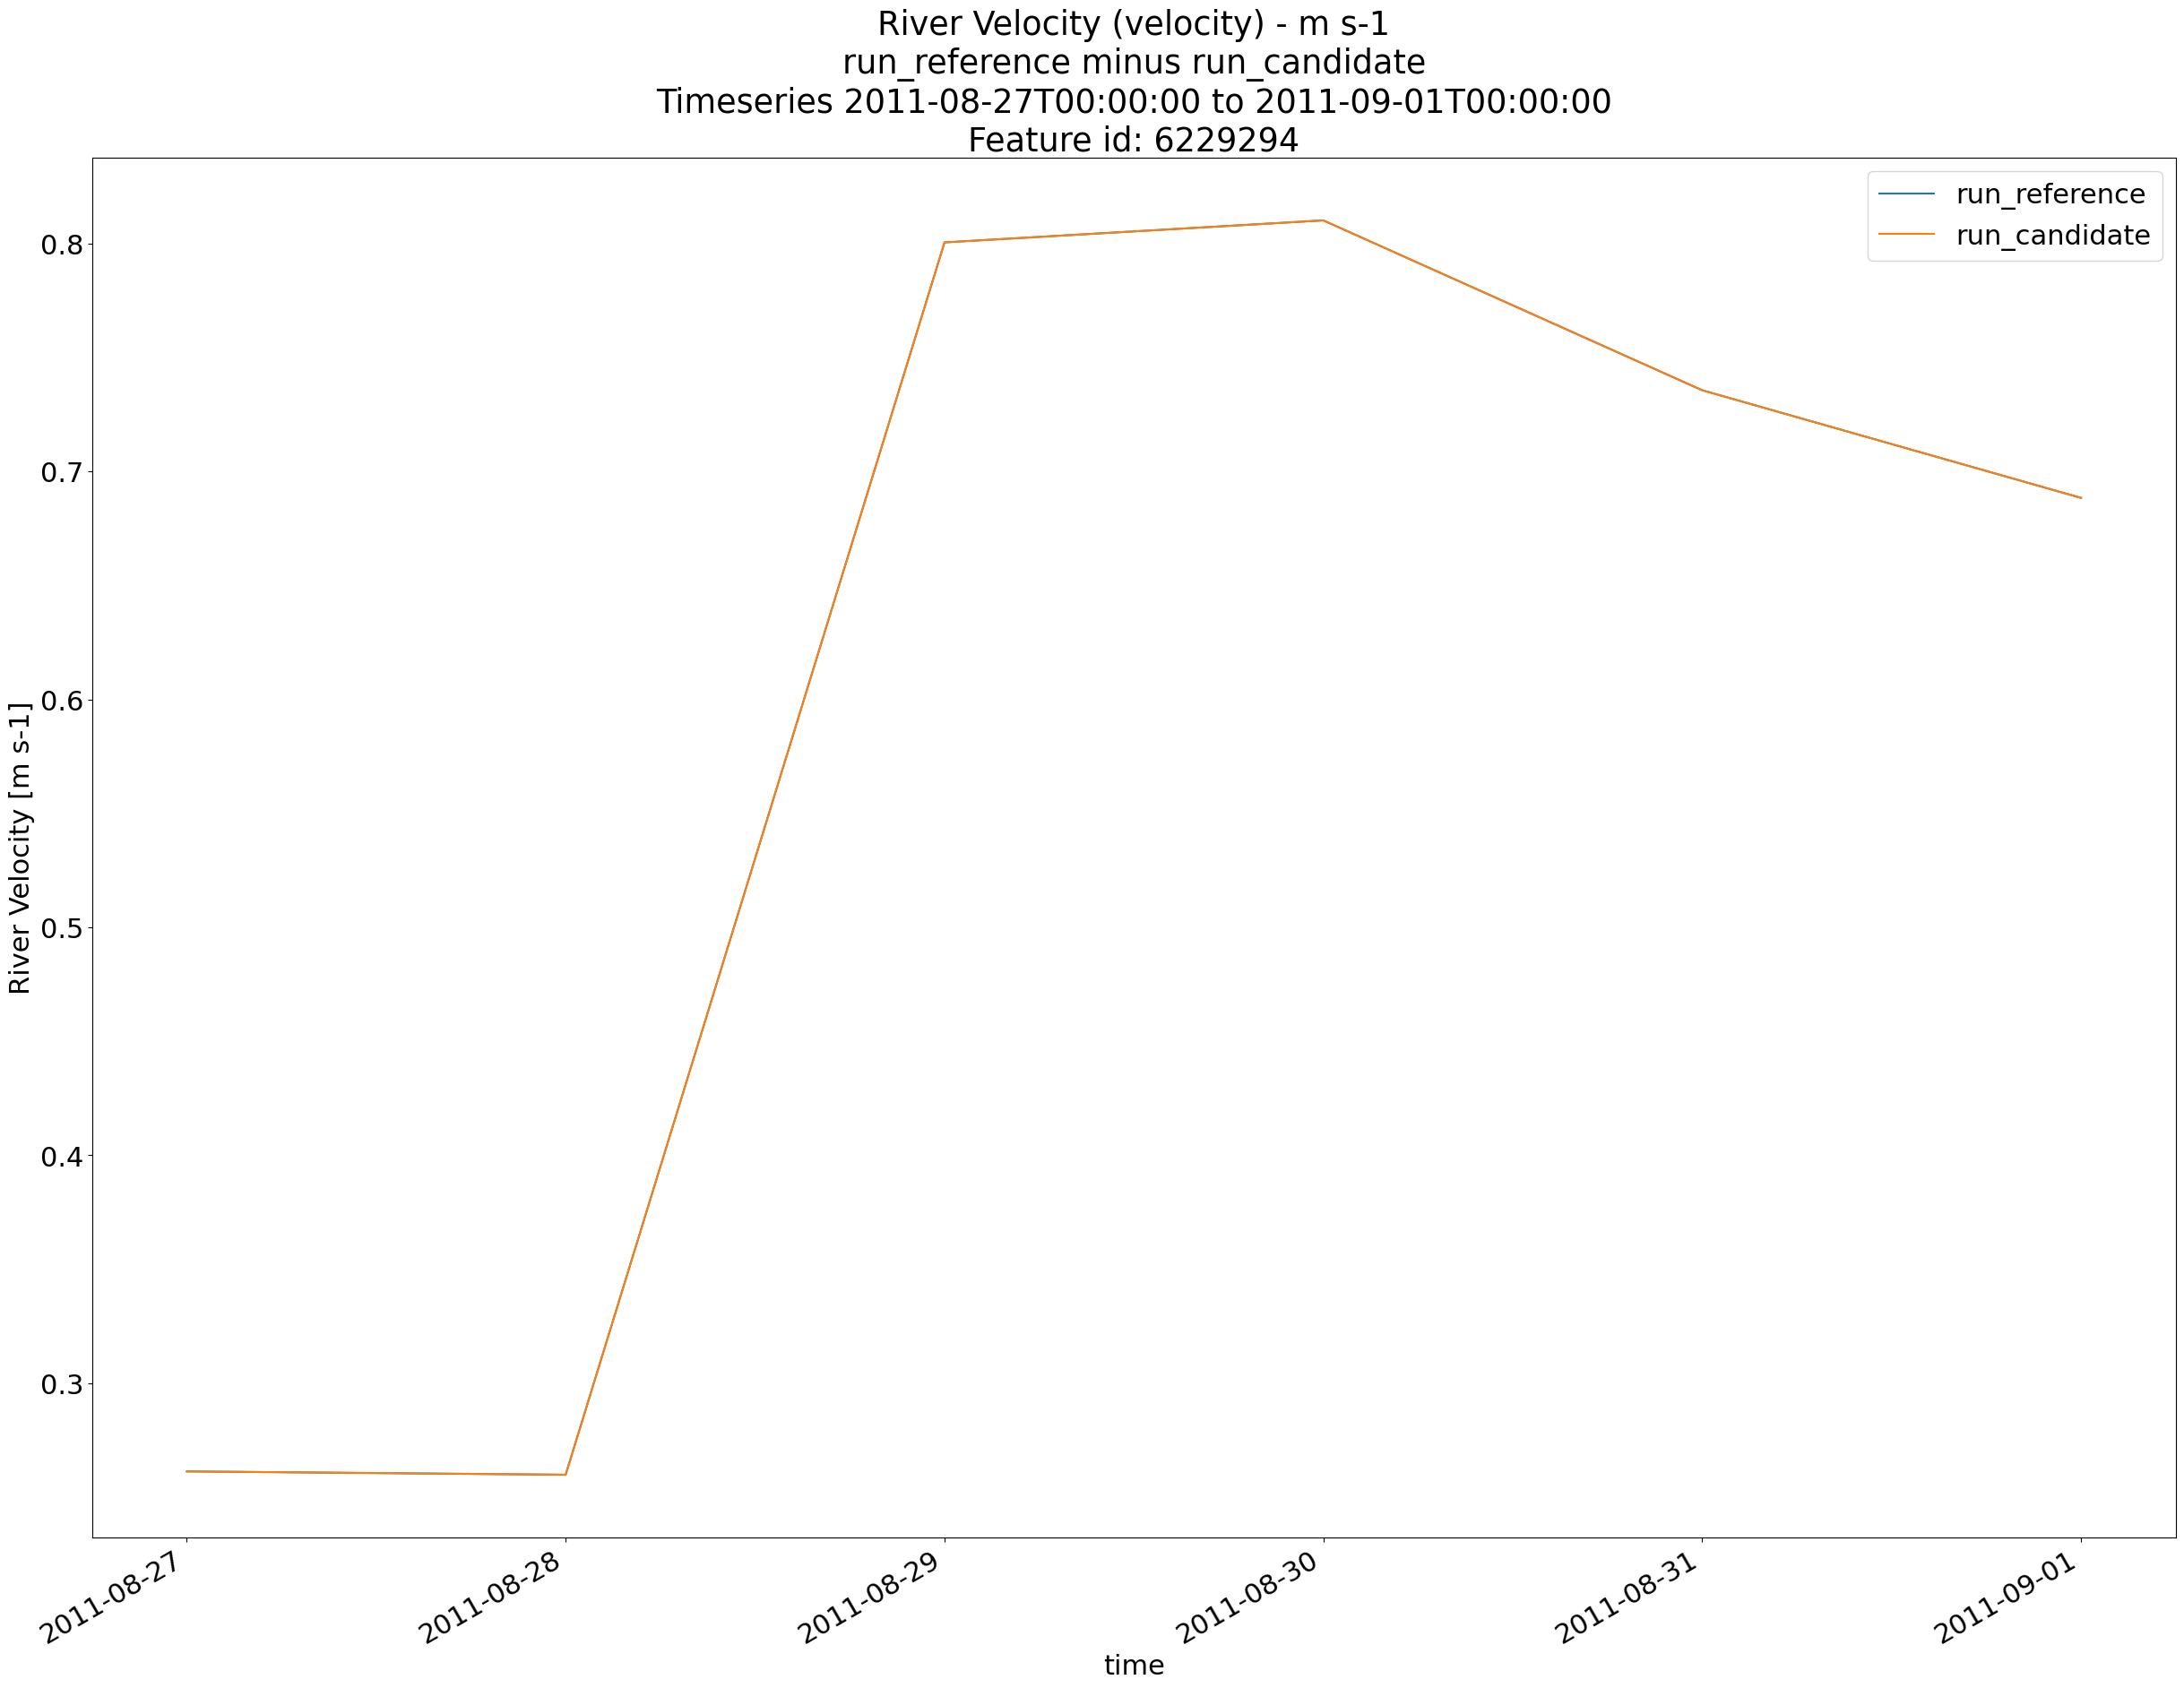 River Velocity (velocity) - m s-1
run_reference minus run_candidate
Timeseries 2011-08-27T00:00:00 to 2011-09-01T00:00:00
Feature id: 6229294
run_reference
run_candidate
0.8
0.7
0.6
0.5
0.4
0.3
River Velocity [m s-1]
2011-08-27
2011-08-28
2011-08-29
2011-08-30
2011-08-31
2011-09-01
time